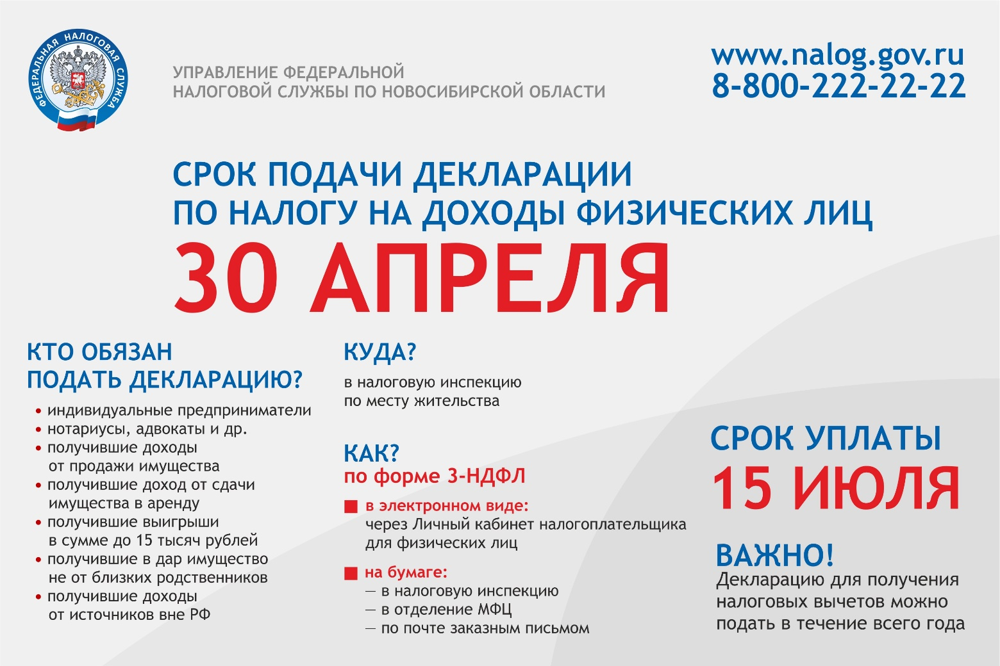 ФЕДЕРАЛЬНАЯ НАЛОГОВАЯ СЛУЖБА
УПРАВЛЕНИЕ ФЕДЕРАЛЬНОЙ
НАЛОГОВОЙ СЛУЖБЫ ПО НОВОСИБИРСКОЙ ОБЛАСТИ
www.nalog.gov.ru
8-800-222-22-22
СРОК ПОДАЧИ ДЕКЛАРАЦИИ
ПО НАЛОГУ НА ДОХОДЫ ФИЗИЧЕСКИХ ЛИЦ
30 АПРЕЛЯ
КТО ОБЯЗАН
ПОДАТЬ ДЕКЛАРАЦИЮ?
• индивидуальные предприниматели
• нотариусы, адвокаты и др.
• получившие доходы
от продажи имущества
• получившие доход от сдачи
имущества в аренду
• получившие выигрыши
в сумме до 15 тысяч рублей
• получившие в дар имущество
не от близких родственников
• получившие доходы
от источников вне РФ
КУДА?
в налоговую инспекцию
по месту жительства
КАК?
по форме 3-НДФЛ
■ в электронном виде:
через Личный кабинет налогоплательщика
для физических лиц
■ на бумаге:
— в налоговую инспекцию
— в отделение МФЦ
— по почте заказным письмом
СРОК УПЛАТЫ
15 ИЮЛЯ
ВАЖНО!
Декларацию для получения
налоговых вычетов можно
подать в течение всего года